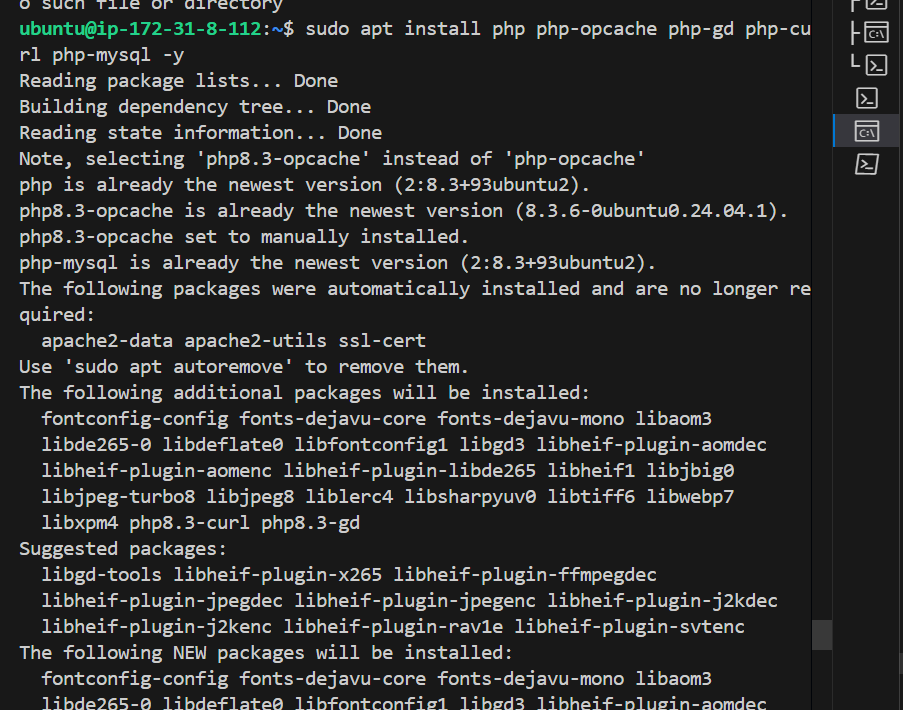 o such file or directory
ubuntu@ip-172-31-8-112:~$ sudo apt install php php-opcache php-gd php-cu
rl php-mysql -y
Reading package lists... Done
Building dependency tree... Done
Reading state information... Done
Note, selecting 'php8.3-opcache' instead of 'php-opcache'
php is already the newest version (2:8.3+93ubuntu2).
php8.3-opcache is already the newest version (8.3.6-0ubuntu0.24.04.1).
php8.3-opcache set to manually installed.
php-mysql is already the newest version (2:8.3+93ubuntu2).
The following packages were automatically installed and are no longer re
quired:
  apache2-data apache2-utils ssl-cert
Use 'sudo apt autoremove' to remove them.
The following additional packages will be installed:
  fontconfig-config fonts-dejavu-core fonts-dejavu-mono libaom3
  libde265-0 libdeflate0 libfontconfig1 libgd3 libheif-plugin-aomdec
  libheif-plugin-aomenc libheif-plugin-libde265 libheif1 libjbig0
  libjpeg-turbo8 libjpeg8 liblerc4 libsharpyuv0 libtiff6 libwebp7
  libxpm4 php8.3-curl php8.3-gd
Suggested packages:
  libgd-tools libheif-plugin-x265 libheif-plugin-ffmpegdec
  libheif-plugin-jpegdec libheif-plugin-jpegenc libheif-plugin-j2kdec
  libheif-plugin-j2kenc libheif-plugin-rav1e libheif-plugin-svtenc
The following NEW packages will be installed:
  fontconfig-config fonts-dejavu-core fonts-dejavu-mono libaom3
  libde265-0 libdeflate0 libfontconfig1 libgd3 libheif-plugin-aomdec